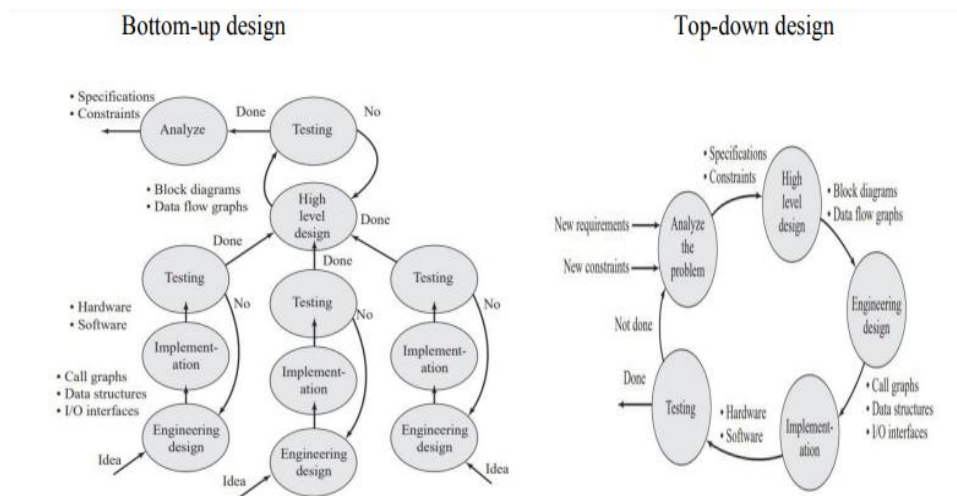 Bottom-up design
• Specifications
• Constraints
Analyze
Done
Testing
No
• Block diagrams
• Data flow graphs
High
level
design
Done
Done
Done
Testing
No
• Hardware
• Software
Implement-
ation
• Call graphs
• Data structures
• I/O interfaces
Engineering
design
Idea
Testing
No
Implement-
ation
Engineering
design
Idea
Testing
No
Implement-
ation
Engineering
design
Idea
Top-down design
• Specifications
• Constraints
High
level
design
• Block diagrams
• Data flow graphs
New requirements
New constraints
Analyze
the
problem
Engineering
design
Not done
Done
Testing
• Hardware
• Software
Implement-
ation
• Call graphs
• Data structures
• I/O interfaces